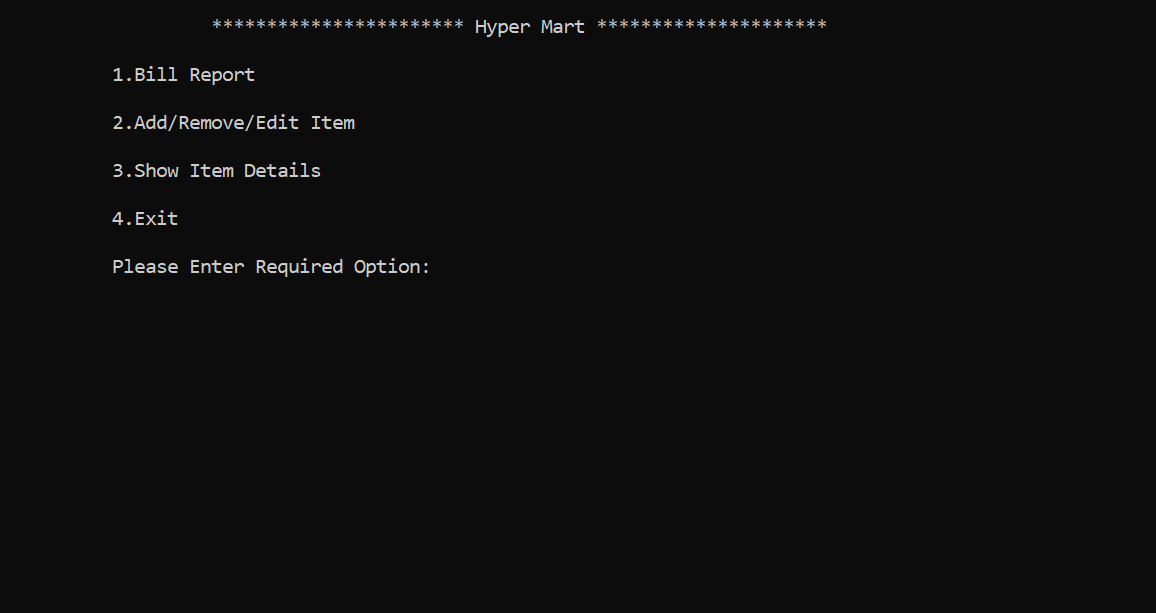 *********************** Hyper Mart *********************
1.Bill Report
2.Add/Remove/Edit Item
3.Show Item Details
4.Exit
Please Enter Required Option: